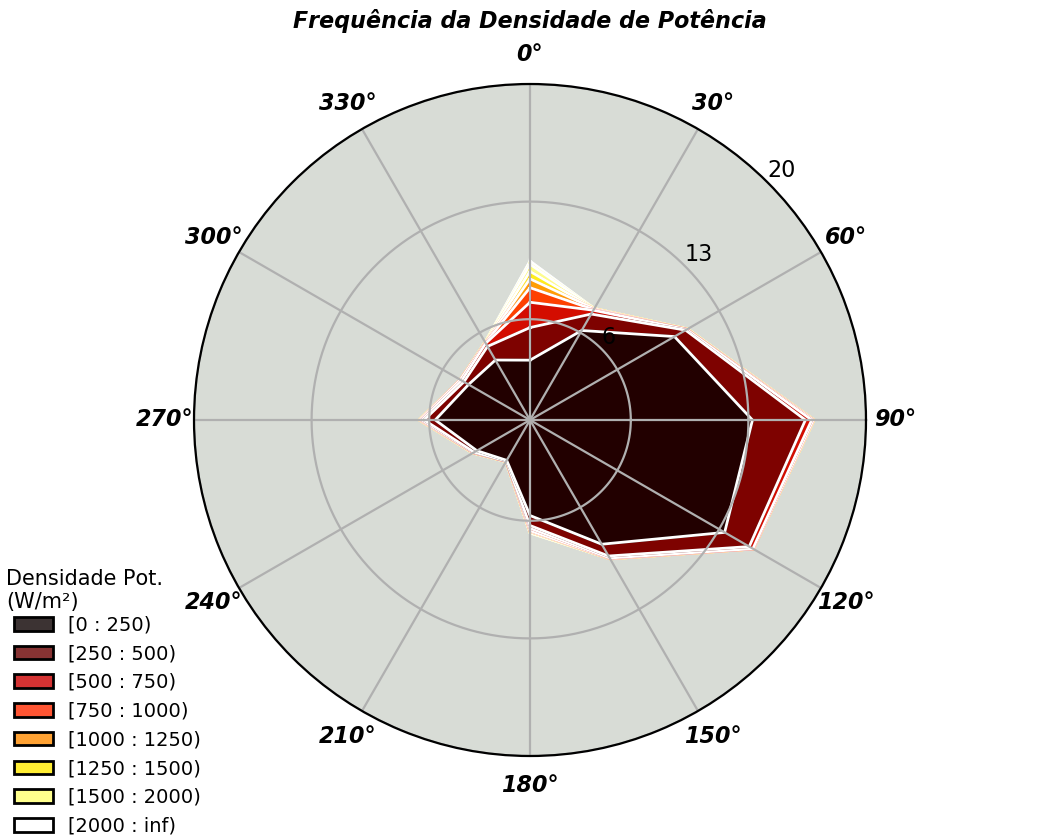 Frequência da Densidade de Potência
0°
330°
30°
20
300°
60°
13
6
270°
90°
240°
120°
210°
150°
180°
Densidade Pot.
(W/m²)
[0 : 250)
[250 : 500)
[500 : 750)
[750 : 1000)
[1000 : 1250)
[1250 : 1500)
[1500 : 2000)
[2000 : inf)